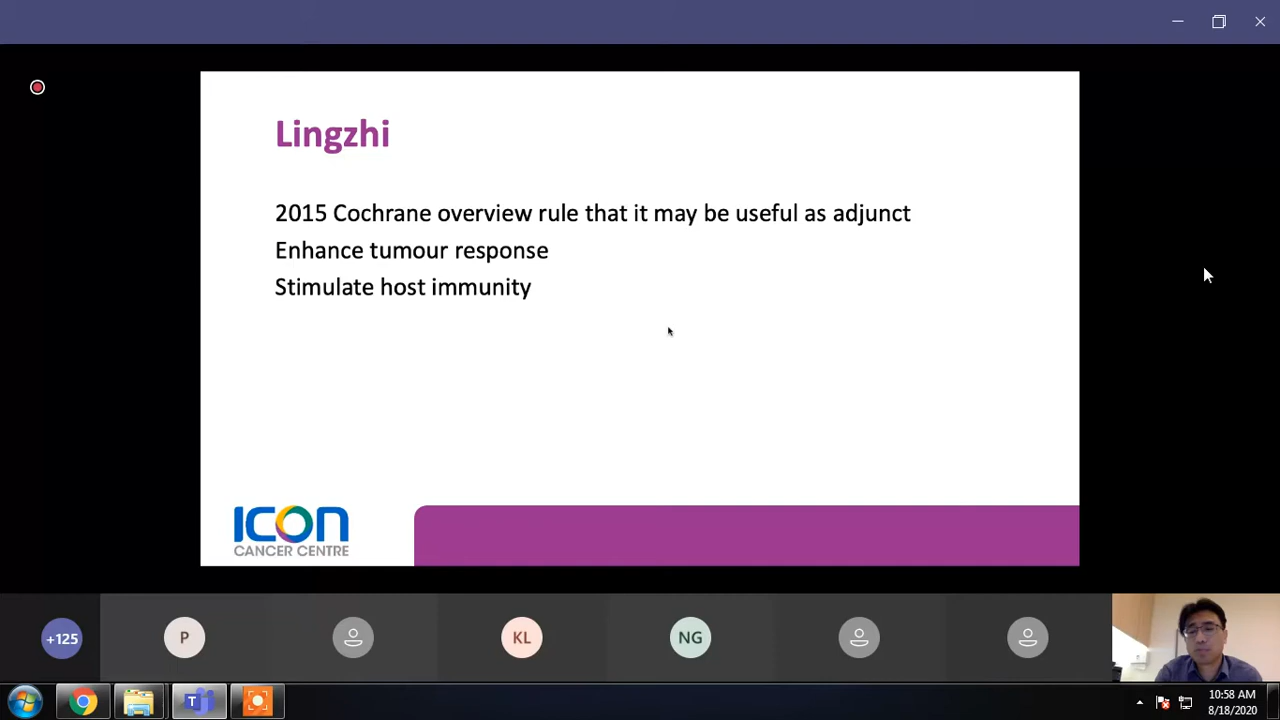 Lingzhi
2015 Cochrane overview rule that it may be useful as adjunct
Enhance tumour response
Stimulate host immunity
ICON
CANCER CENTRE
+125
P
KL
NG
10:58 AM
8/18/2020